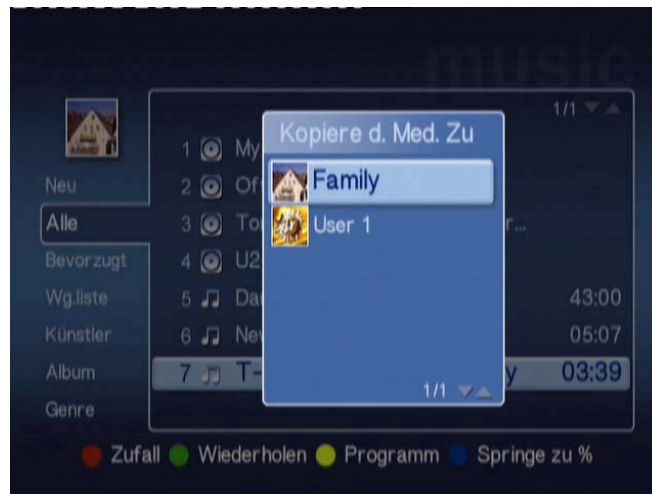 music
1/1
Kopiere d. Med. Zu
Family
User 1
1/1
Neu
Alle
Bevorzugt
Wg.liste
Künstler
Album
Genre
1 My
2 Of
3 To r...
4 U2
5 Da 43:00
6 Ne 05:07
7 T- y 03:39
Zufall Wiederholen Programm Springe zu %